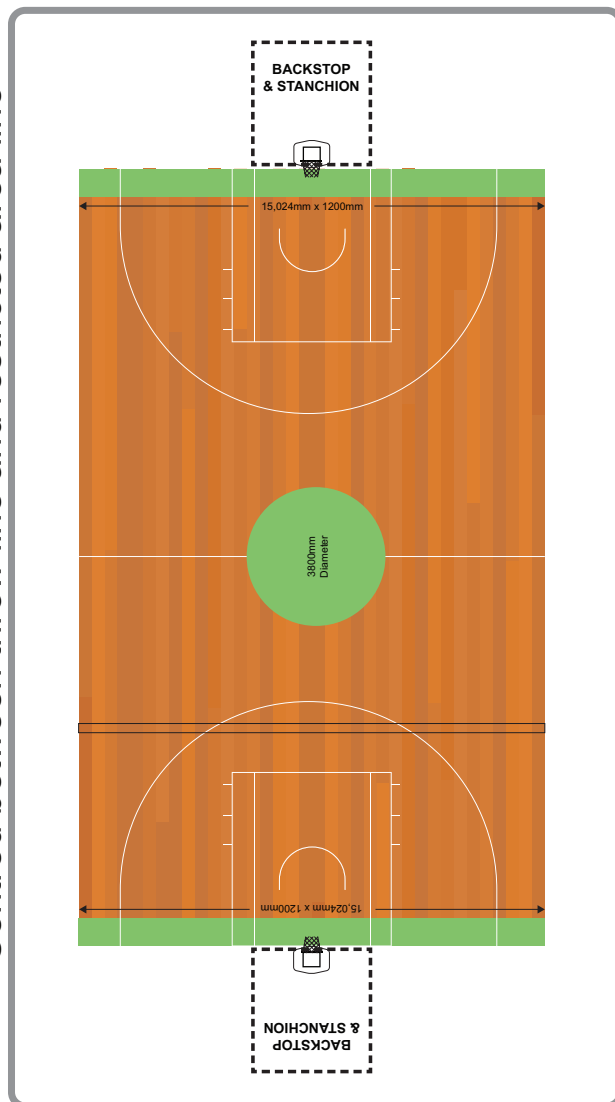 BACKSTOP
& STANCHION
15,024mm x 1200mm
3800mm
Diameter
15,024mm x 1200mm
BACKSTOP
& STANCHION